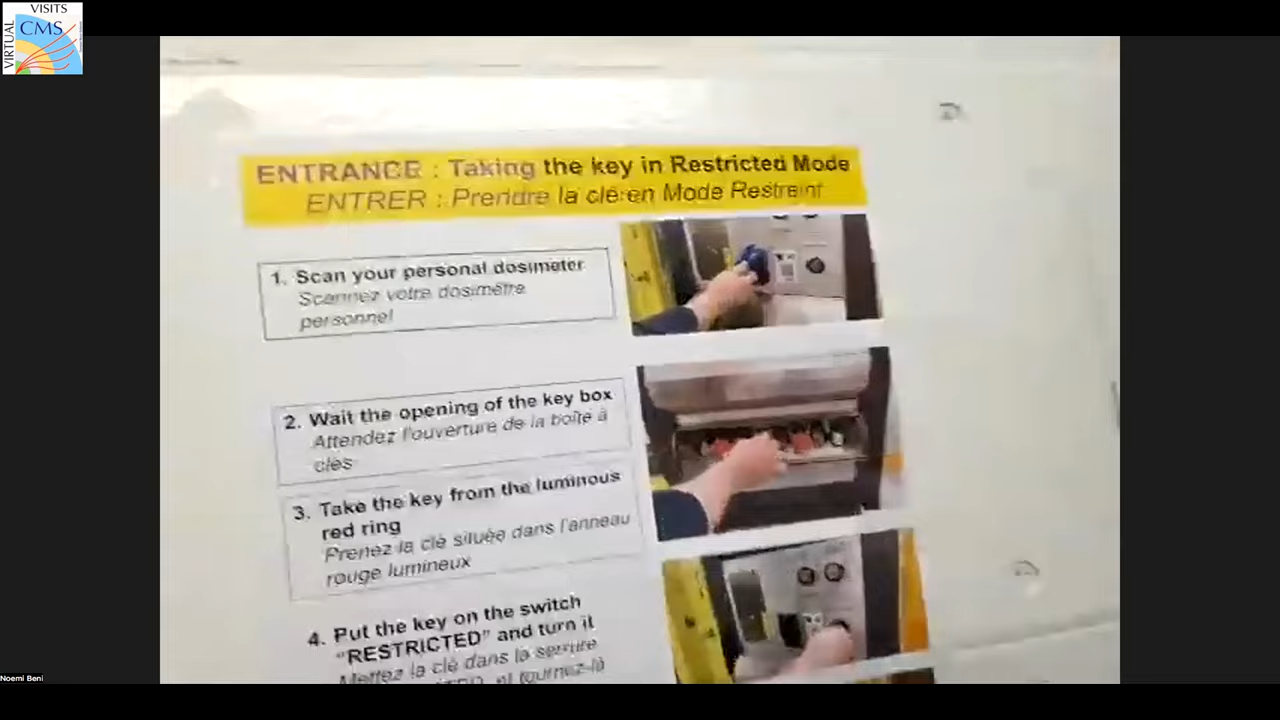 VISITS
VIRTUAL
CMS
ENTRANCE : Taking the key in Restricted Mode
ENTRER : Prendre la clé en Mode Restreint
1. Scan your personal dosimeter
Scannez votre dosimètre
personnel
2. Wait the opening of the key box
Attendez l'ouverture de la boîte à
clés
3. Take the key from the luminous
red ring
Prenez la clé située dans l'anneau
rouge lumineux
4. Put the key on the switch
"RESTRICTED" and turn it
Mettez la clé dans la serrure
et tournez-là
Noemi Beni